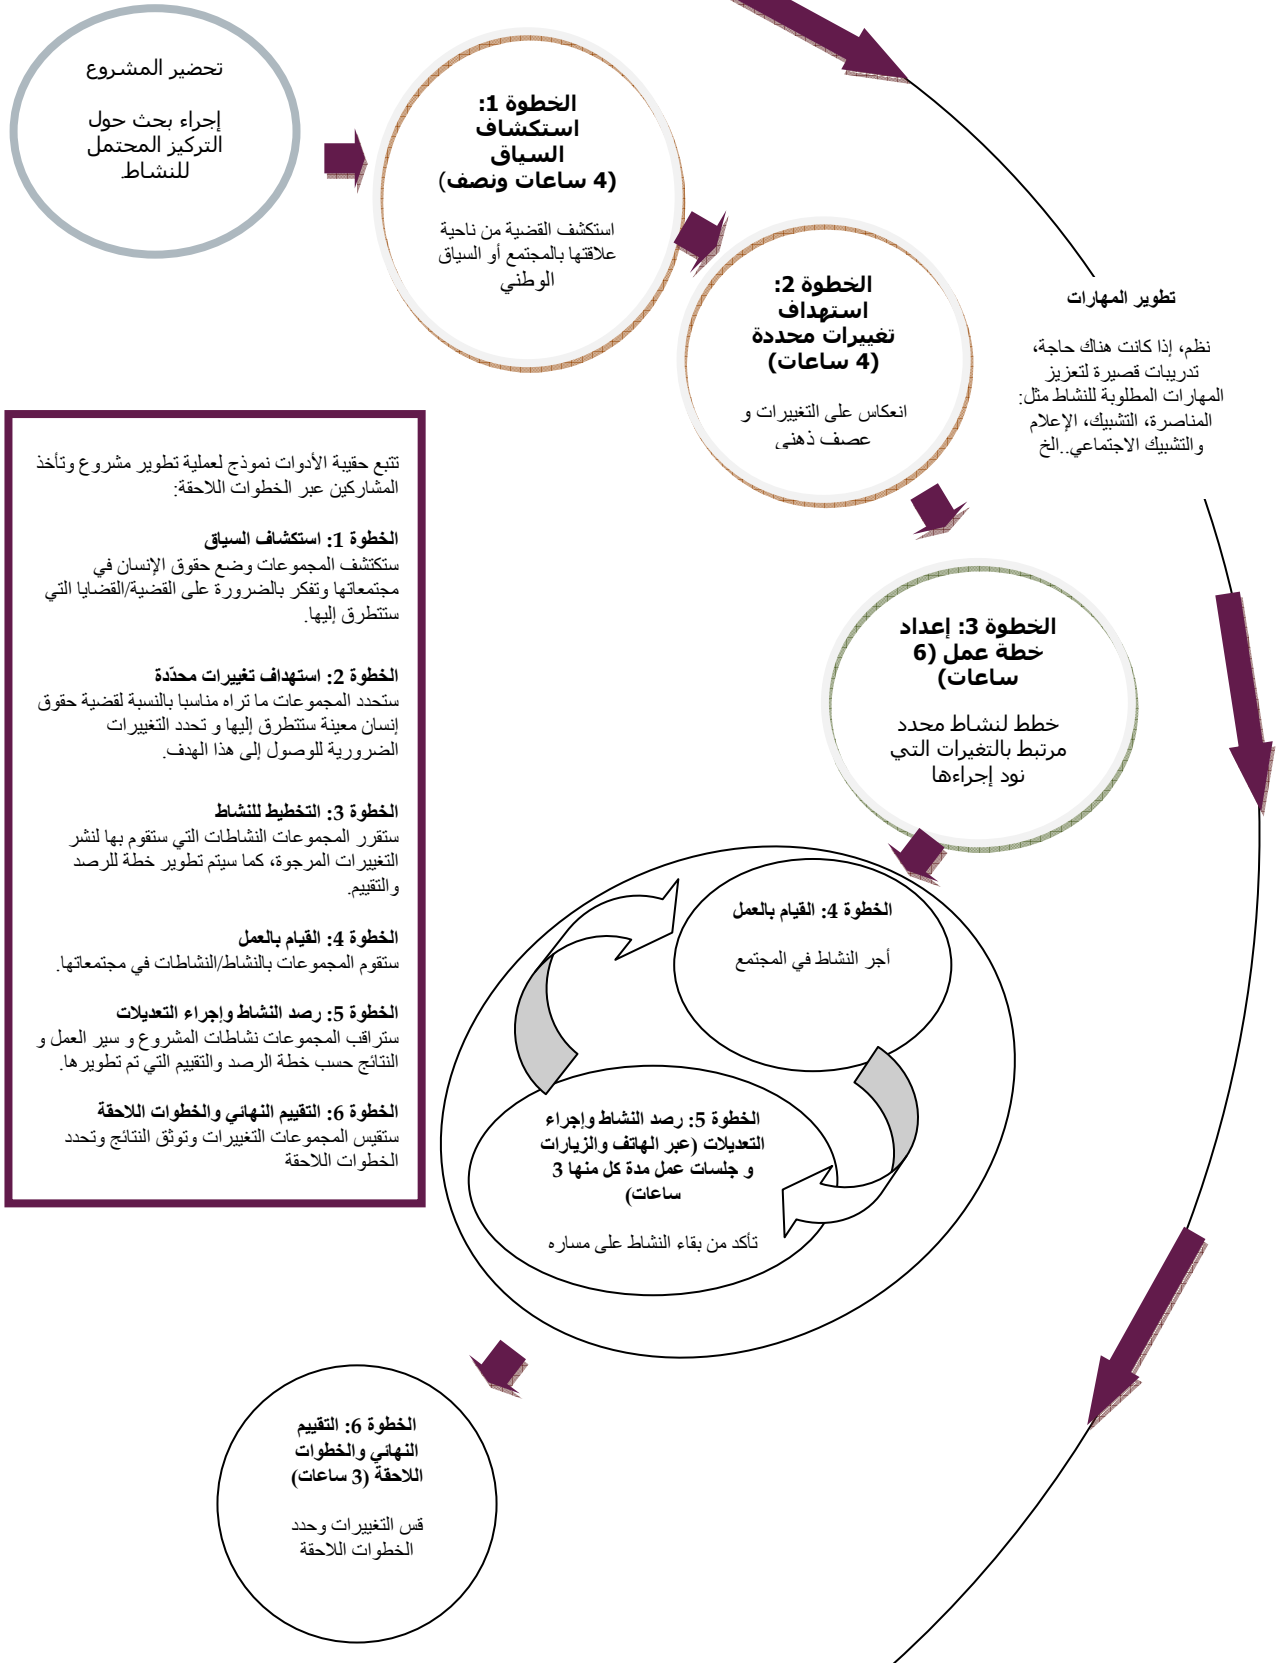 تحضير المشروع
إجراء بحث حول
التركيز المحتمل
للنشاط
الخطوة 1:
استكشاف
السياق
(4 ساعات ونصف)
استكشف القضية من ناحية
علاقتها بالمجتمع أو السياق
الوطني
الخطوة 2:
استهداف
تغييرات محددة
(4 ساعات)
انعكاس على التغييرات و
عصف ذهني
تطوير المهارات
نظم، إذا كانت هناك حاجة،
تدريبات قصيرة لتعزيز
المهارات المطلوبة للنشاط مثل:
المناصرة، التشبيك، الإعلام
والتشبيك الاجتماعي..الخ
الخطوة 3: إعداد
خطة عمل (6
ساعات)
خطط لنشاط محدد
مرتبط بالتغيرات التي
نود إجراءها
الخطوة 4: القيام بالعمل
أجر النشاط في المجتمع
الخطوة 5: رصد النشاط وإجراء
التعديلات (عبر الهاتف والزيارات
و جلسات عمل مدة كل منها 3
ساعات)
تأكد من بقاء النشاط على مساره
الخطوة 6: التقييم
النهائي والخطوات
اللاحقة (3 ساعات)
قس التغييرات وحدد
الخطوات اللاحقة
تتبع حقيبة الأدوات نموذج لعملية تطوير مشروع وتأخذ
المشاركين عبر الخطوات اللاحقة:
الخطوة 1: استكشاف السياق
ستكتشف المجموعات وضع حقوق الإنسان في
مجتمعاتها وتفكر بالضرورة على القضية/القضايا التي
ستتطرق إليها.
الخطوة 2: استهداف تغييرات محدّدة
ستحدد المجموعات ما تراه مناسبا بالنسبة لقضية حقوق
إنسان معينة ستتطرق إليها و تحدد التغييرات
الضرورية للوصول إلى هذا الهدف.
الخطوة 3: التخطيط للنشاط
ستقرر المجموعات النشاطات التي ستقوم بها لنشر
التغييرات المرجوة، كما سيتم تطوير خطة للرصد
والتقييم.
الخطوة 4: القيام بالعمل
ستقوم المجموعات بالنشاط/النشاطات في مجتمعاتها.
الخطوة 5: رصد النشاط وإجراء التعديلات
ستراقب المجموعات نشاطات المشروع و سير العمل و
النتائج حسب خطة الرصد والتقييم التي تم تطويرها.
الخطوة 6: التقييم النهائي والخطوات اللاحقة
ستقيس المجموعات التغييرات وتوثق النتائج وتحدد
الخطوات اللاحقة